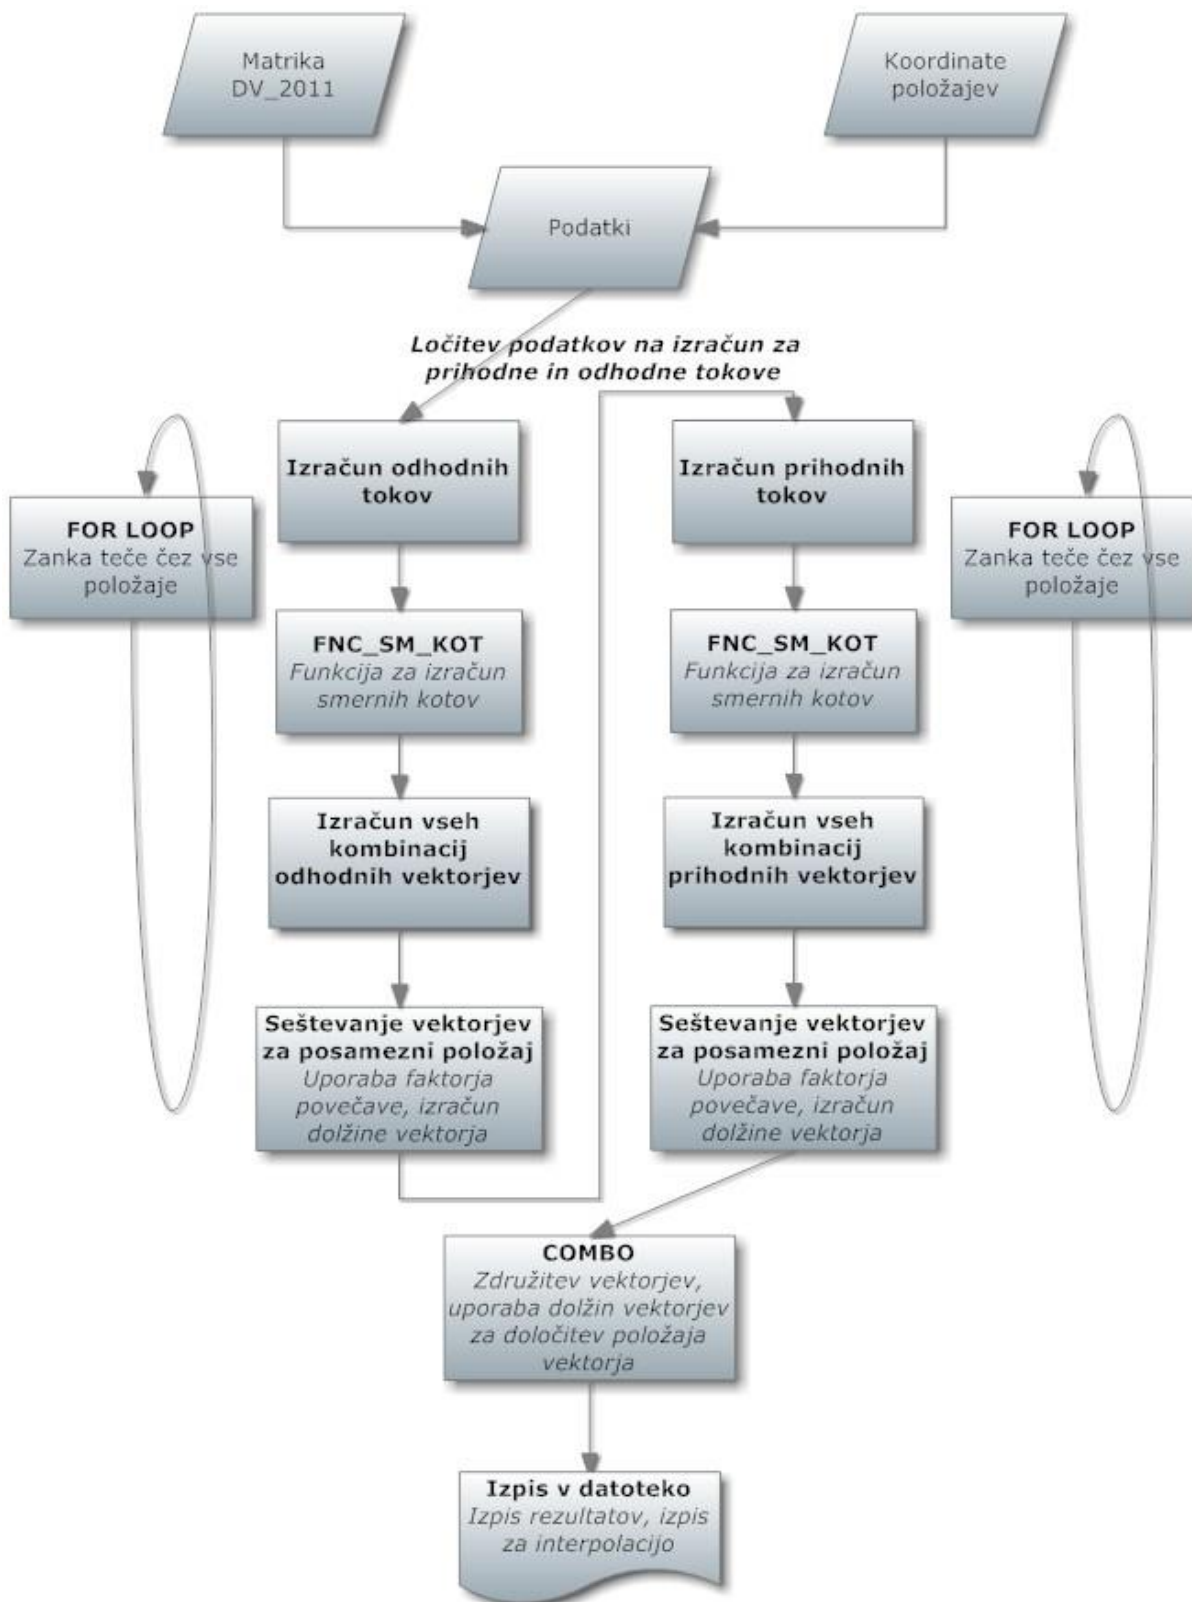 Matrika
DV_2011
Koordinate
položajev
Podatki
Ločitev podatkov na izračun za
prihodne in odhodne tokove
Izračun odhodnih
tokov
Izračun prihodnih
tokov
FOR LOOP
Zanka teče čez vse
položaje
FOR LOOP
Zanka teče čez vse
položaje
FNC_SM_KOT
Funkcija za izračun
smernih kotov
FNC_SM_KOT
Funkcija za izračun
smernih kotov
Izračun vseh
kombinacij
odhodnih vektorjev
Izračun vseh
kombinacij
prihodnih vektorjev
Seštevanje vektorjev
za posamezni položaj
Uporaba faktorja
povečave, izračun
dolžine vektorja
Seštevanje vektorjev
za posamezni položaj
Uporaba faktorja
povečave, izračun
dolžine vektorja
COMBO
Združitev vektorjev,
uporaba dolžin vektorjev
za določitev položaja
vektorja
Izpis v datoteko
Izpis rezultatov, izpis
za interpolacijo